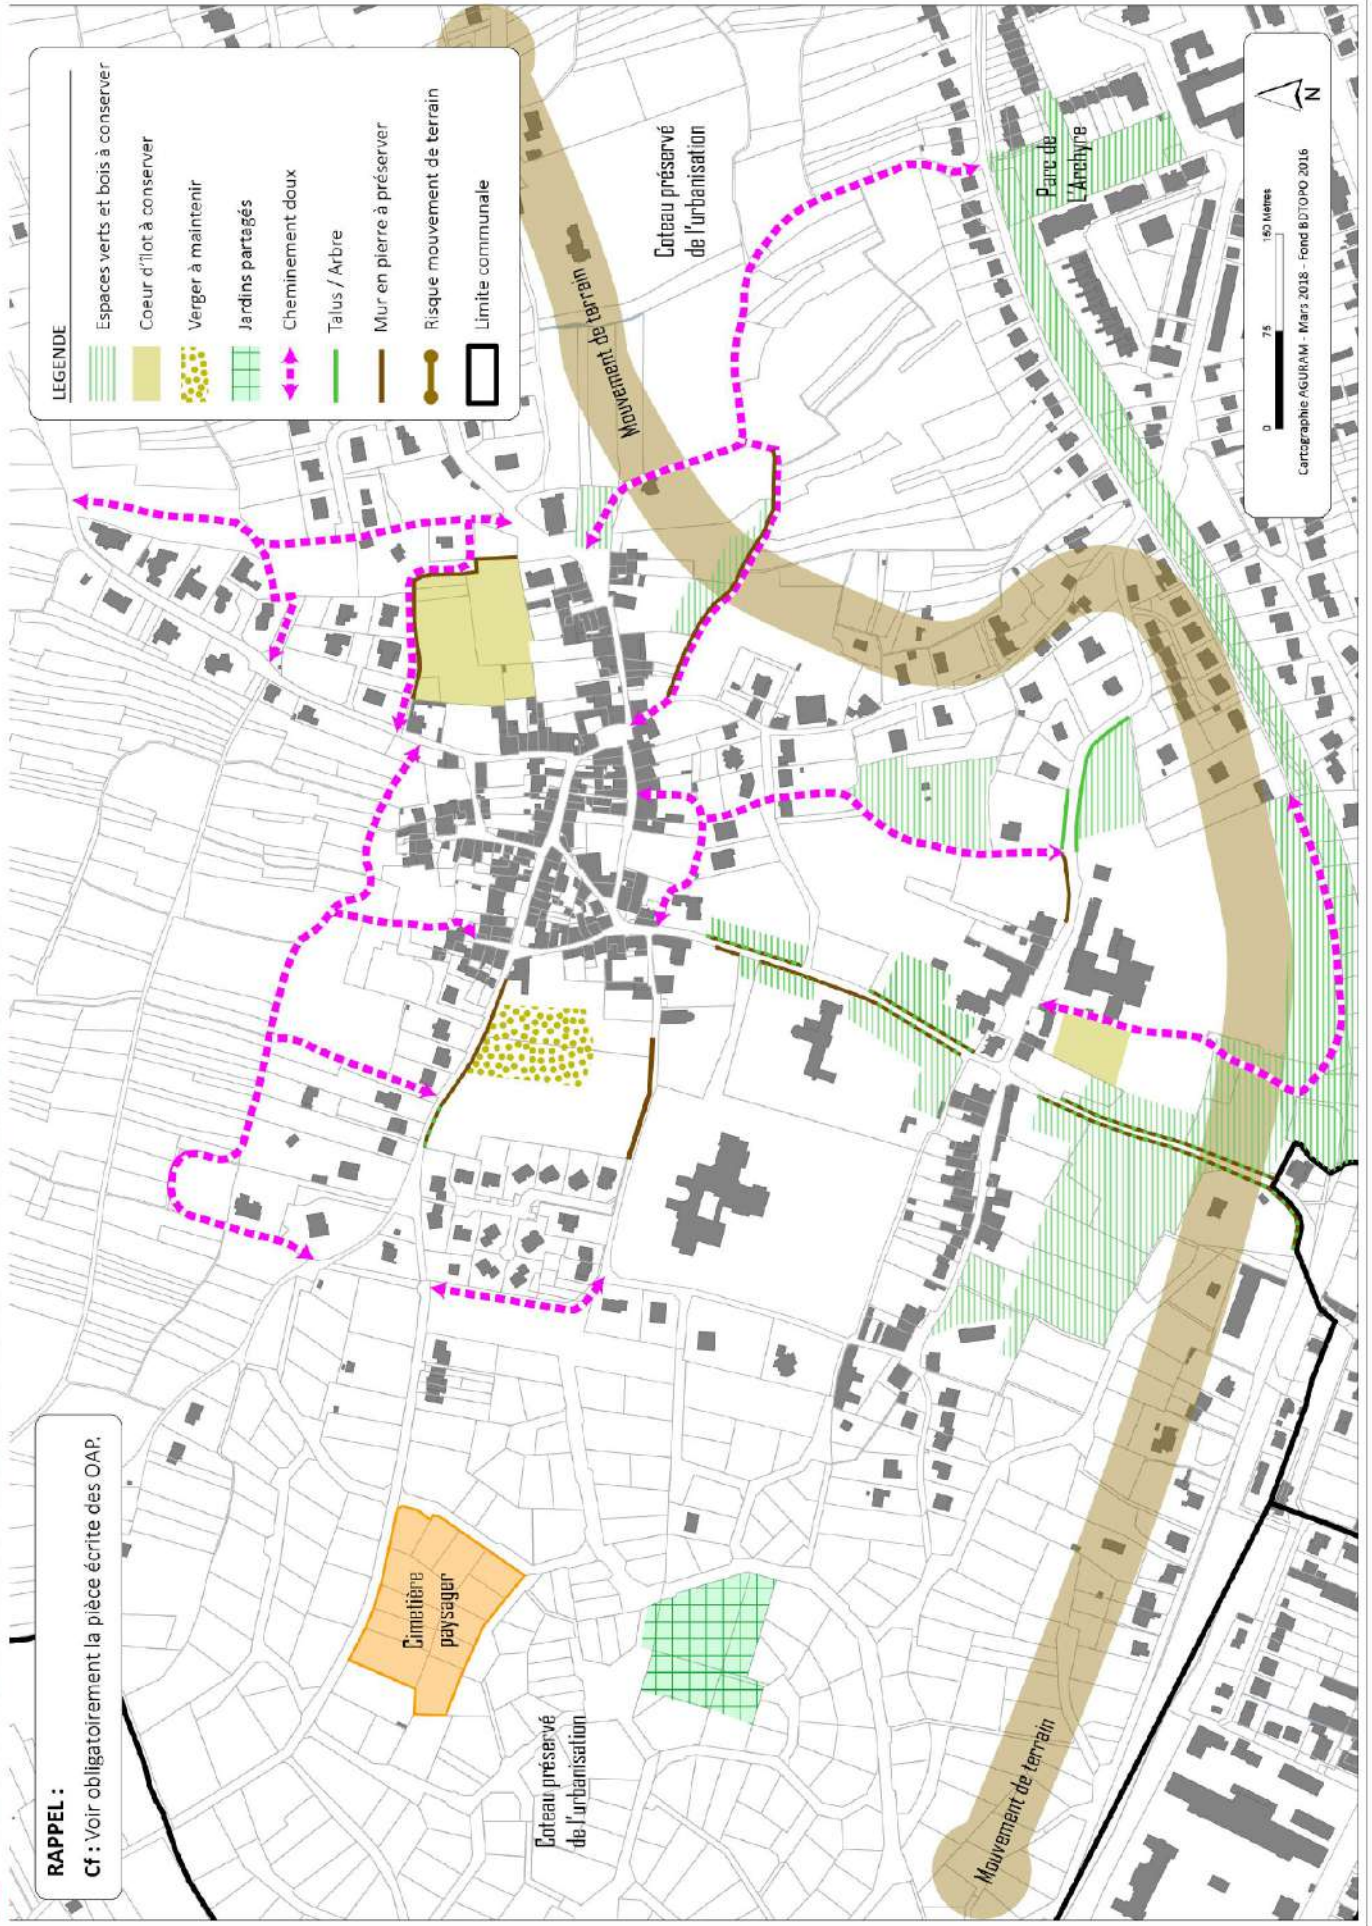 RAPPEL :
Cf : Voir obligatoirement la pièce écrite des OAP.
LEGENDE
Espaces verts et bois à conserver
Coeur d'îlot à conserver
Verger à maintenir
Jardins partagés
Cheminement doux
Talus / Arbre
Mur en pierre à préserver
Risque mouvement de terrain
Limite communale
Cimetière
paysager
Coteau préservé
de l'urbanisation
Mouvement de terrain
Mouvement de terrain
Coteau préservé
de l'urbanisation
Parc de
L'Archyre
0 75 150 Mètres
N
Cartographie AGURAM - Mars 2018 - Fond BDTOPO 2016